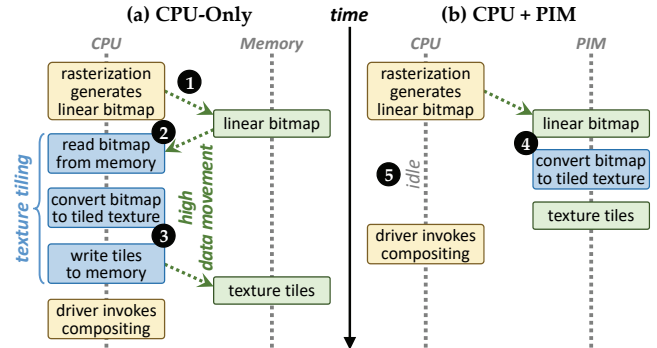 (a) CPU-Only
time
(b) CPU + PIM
CPU
Memory
CPU
PIM
rasterization
generates
linear bitmap
1
linear bitmap
2
read bitmap
from memory
texture tiling
convert bitmap
to tiled texture
high
data movement
3
write tiles
to memory
texture tiles
driver invokes
compositing
rasterization
generates
linear bitmap
linear bitmap
4
convert bitmap
to tiled texture
5
idle
texture tiles
driver invokes
compositing